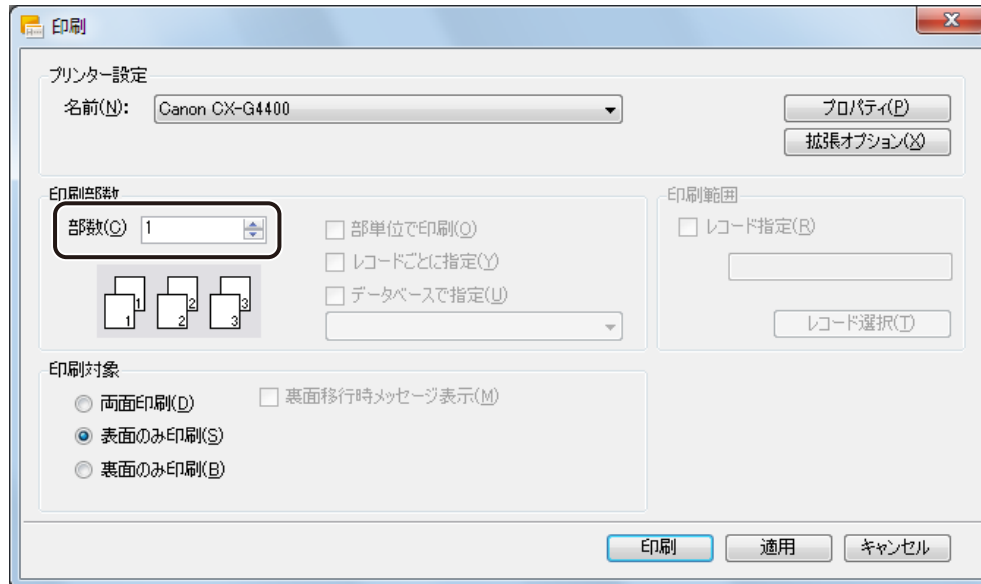 印刷
プリンター設定
名前(N): Canon CX-G4400
プロパティ(P)
拡張オプション(X)
印刷部数
部数(C) 1
部単位で印刷(O)
レコードごとに指定(Y)
データベースで指定(U)
1 2 3
1 2 3
印刷範囲
レコード指定(R)
レコード選択(T)
印刷対象
両面印刷(D)
裏面移行時メッセージ表示(M)
表面のみ印刷(S)
裏面のみ印刷(B)
印刷 適用 キャンセル